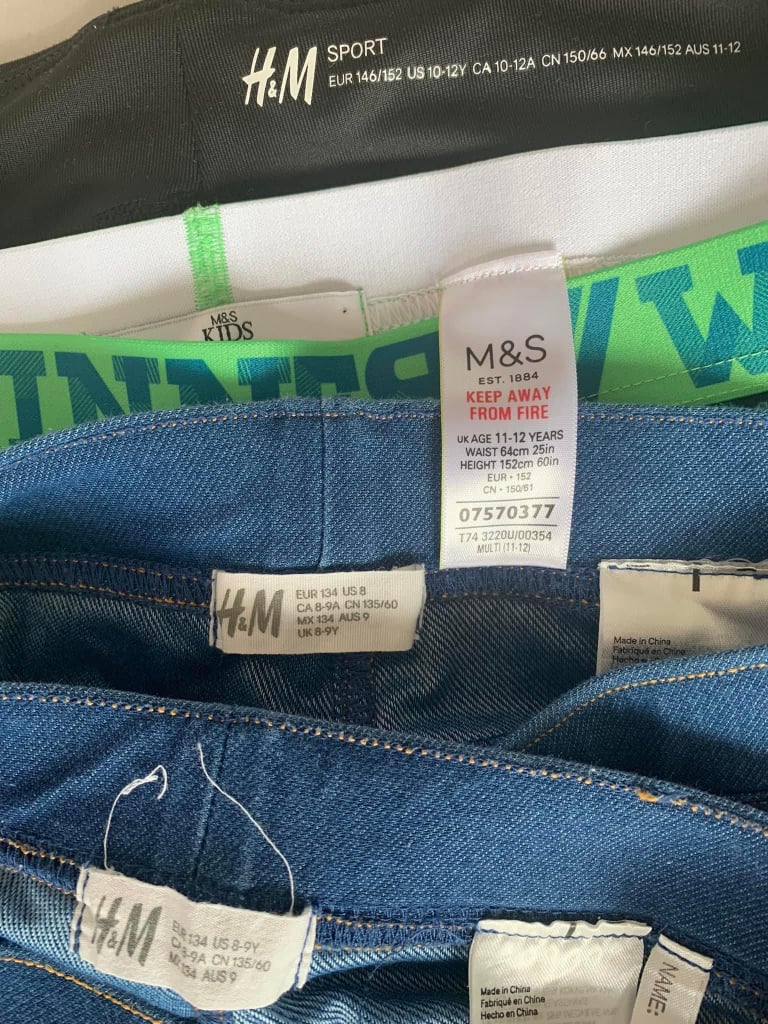 H&M SPORT
EUR 146/152 US 10-12Y CA 10-12A CN 150/66 MX 146/152 AUS 11-12
M&S
KIDS
INNER W
M&S
EST. 1884
KEEP AWAY
FROM FIRE
UK AGE 11-12 YEARS
WAIST 64cm 25in
HEIGHT 152cm 60in
EUR • 152
CN • 150/61
07570377
T74 3220U/00354
MULTI (11-12)
H&M
EUR 134 US 8
CA 8-9A CN 135/60
MX 134 AUS 9
UK 8-9Y
Made in China
Fabriqué en Chine
Hecho
H&M
EUR 134 US 8-9Y
CA 8-9A CN 135/60
MX 134 AUS 9
Made in China
Fabriqué en Chine
Hecho en China
NAME: